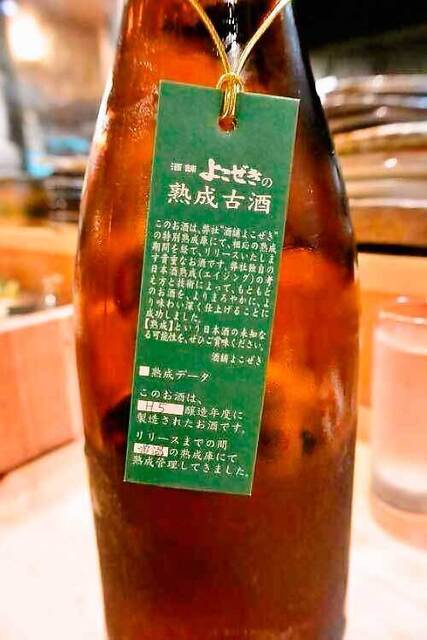 酒舗 よこぜきの
熟成古酒
このお酒は、弊社"酒舗よこぜき"
の特別熟成庫にて、相応の熟成
期間を経て、リリースいたしま
す貴重なお酒です。弊社独自の
日本酒熟成(エイジング)の考
え方と技術によって、もともと
のお酒を、よりまろやかに、よ
り味わい深く仕上げることに
成功しました。
【熟成】という日本酒の未知な
る可能性を、ぜひご賞味ください。
酒舗よこぜき
■熟成データ
このお酒は、
H5 醸造年度に
製造されたお酒です。
リリースまでの間
の熟成庫にて
熟成管理してきました。